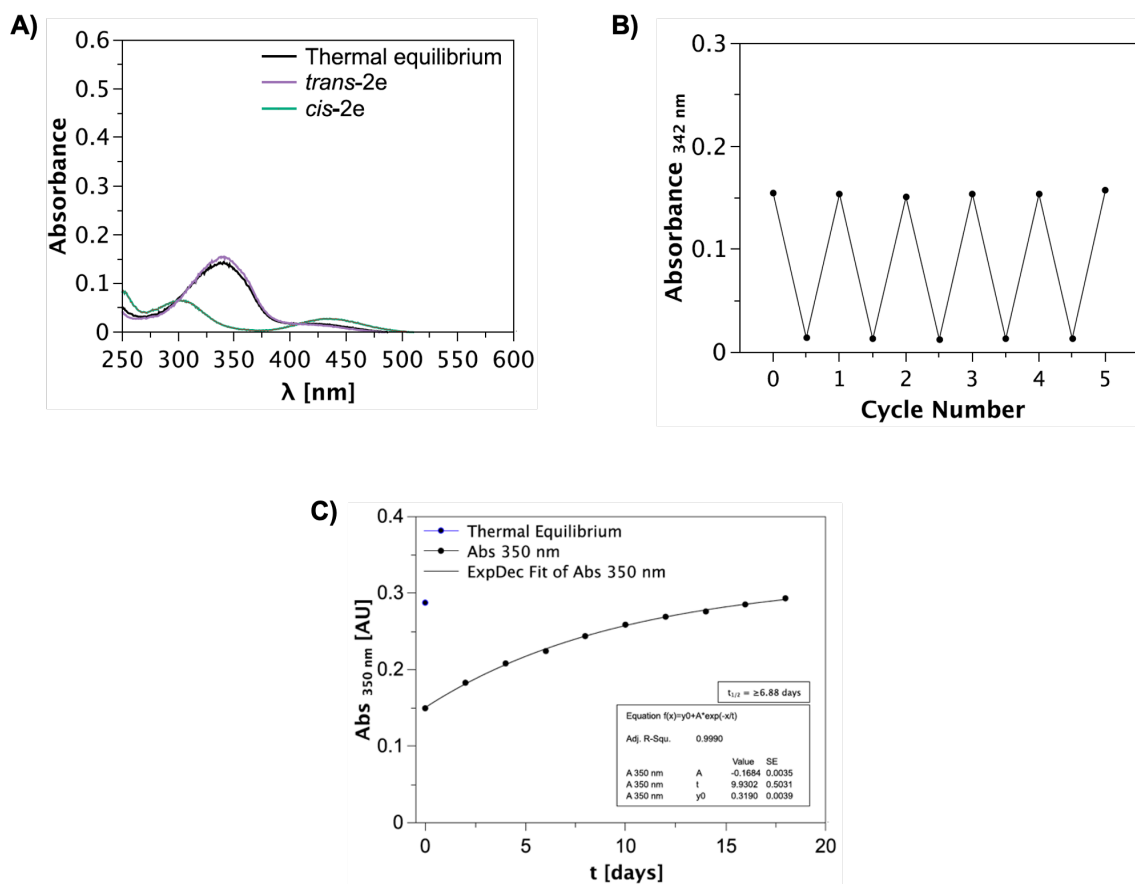 A)
0.6
0.5
0.4
0.3
0.2
0.1
0
Absorbance
Thermal equilibrium
trans-2e
cis-2e
250 300 350 400 450 500 550 600
λ [nm]
B)
0.3
0.2
0.1
0
Absorbance 342 nm
0 1 2 3 4 5
Cycle Number
C)
0.4
0.3
0.2
0.1
0
Abs 350 nm [AU]
Thermal Equilibrium
Abs 350 nm
ExpDec Fit of Abs 350 nm
t1/2 = ≥6.88 days
Equation f(x)=y0+A*exp(-x/t)
Adj. R-Squ. 0.9990
Value SE
A 350 nm A -0.1684 0.0035
A 350 nm t 9.9302 0.5031
A 350 nm y0 0.3190 0.0039
0 5 10 15 20
t [days]